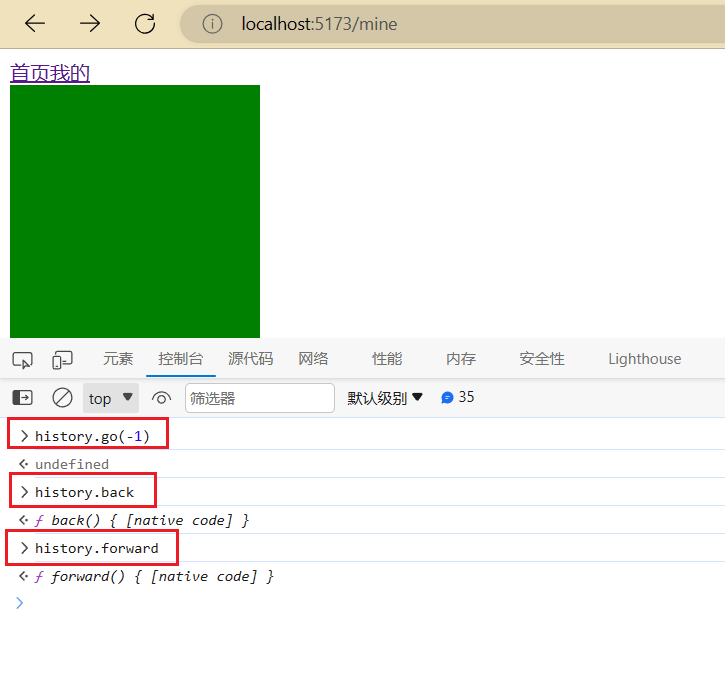 localhost:5173/mine
首页我的
元素 控制台 源代码 网络 性能 内存 安全性 Lighthouse
top 筛选器 默认级别 35
history.go(-1)
undefined
history.back
ƒ back() { [native code] }
history.forward
ƒ forward() { [native code] }